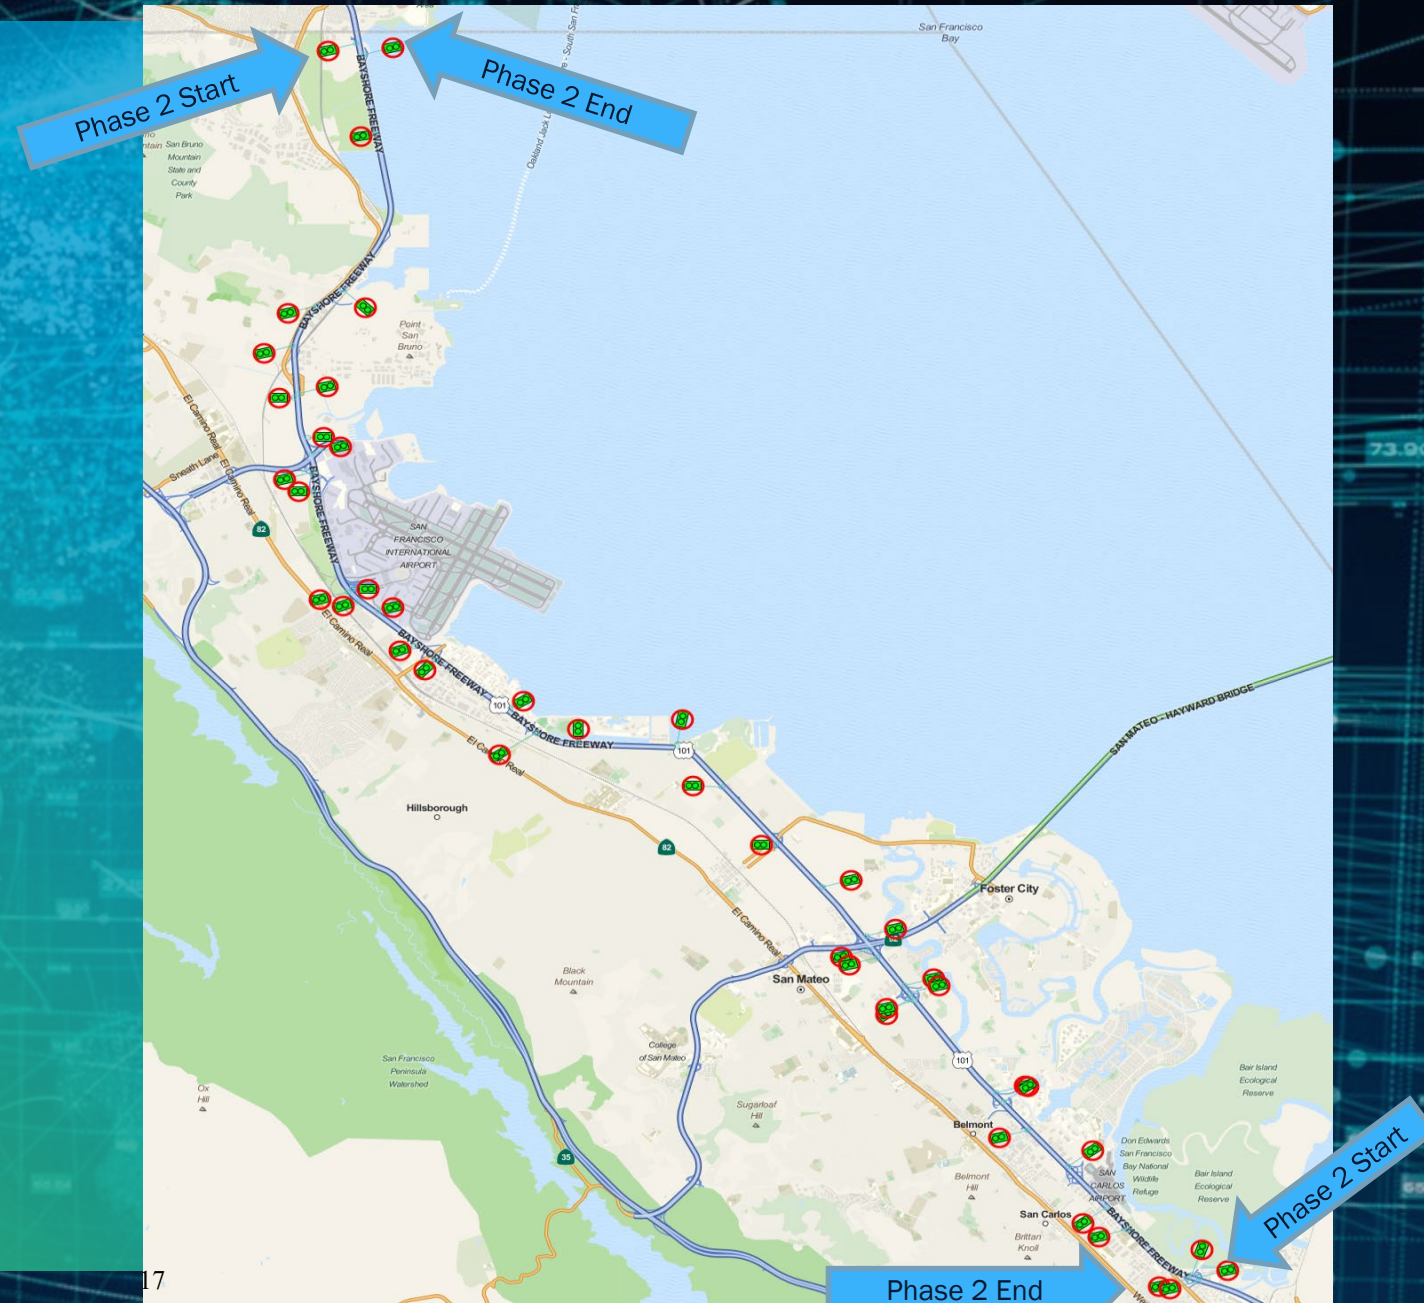 Area
San Francisco
Bay
Phase 2 Start
Phase 2 End
BAYSHORE FREEWAY
San Bruno
Mountain
State and
County
Park
BAYSHORE FREEWAY
Point
San
Bruno
El Camino Real
Sneath Lane
El Camino Real
BAYSHORE FREEWAY
82
SAN
FRANCISCO
INTERNATIONAL
AIRPORT
73.9
El Camino Real
BAYSHORE FREEWAY
101
BAYSHORE FREEWAY
101
SAN MATEO - HAYWARD BRIDGE
El Camino Real
Hillsborough
82
Foster City
El Camino Real
San Mateo
Black
Mountain
College
of San Mateo
101
San Francisco
Peninsula
Watershed
Ox
Hill
Sugarloaf
Hill
Bair Island
Ecological
Reserve
Belmont
35
Don Edwards
San Francisco
Bay National
Wildlife
Refuge
SAN
CARLOS
AIRPORT
Bair Island
Ecological
Reserve
Belmont
Hill
San Carlos
Brittan
Knoll
BAYSHORE FREEWAY
Phase 2 Start
Phase 2 End
17